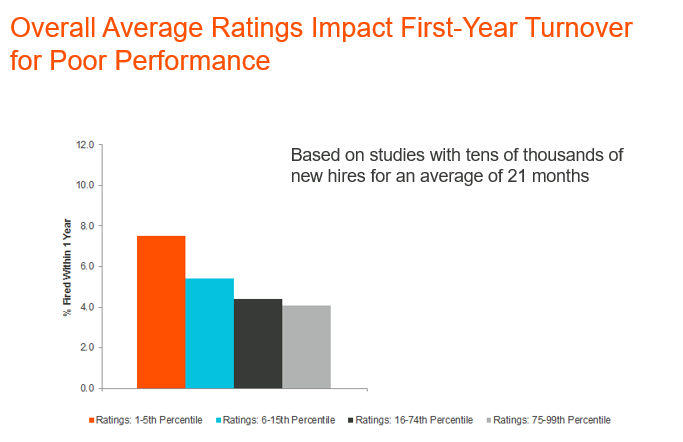 Overall Average Ratings Impact First-Year Turnover
for Poor Performance
Based on studies with tens of thousands of
new hires for an average of 21 months
12.0
10.0
8.0
6.0
4.0
2.0
0.0
% Fired Within 1 Year
Ratings: 1-5th Percentile
Ratings: 6-15th Percentile
Ratings: 16-74th Percentile
Ratings: 75-99th Percentile